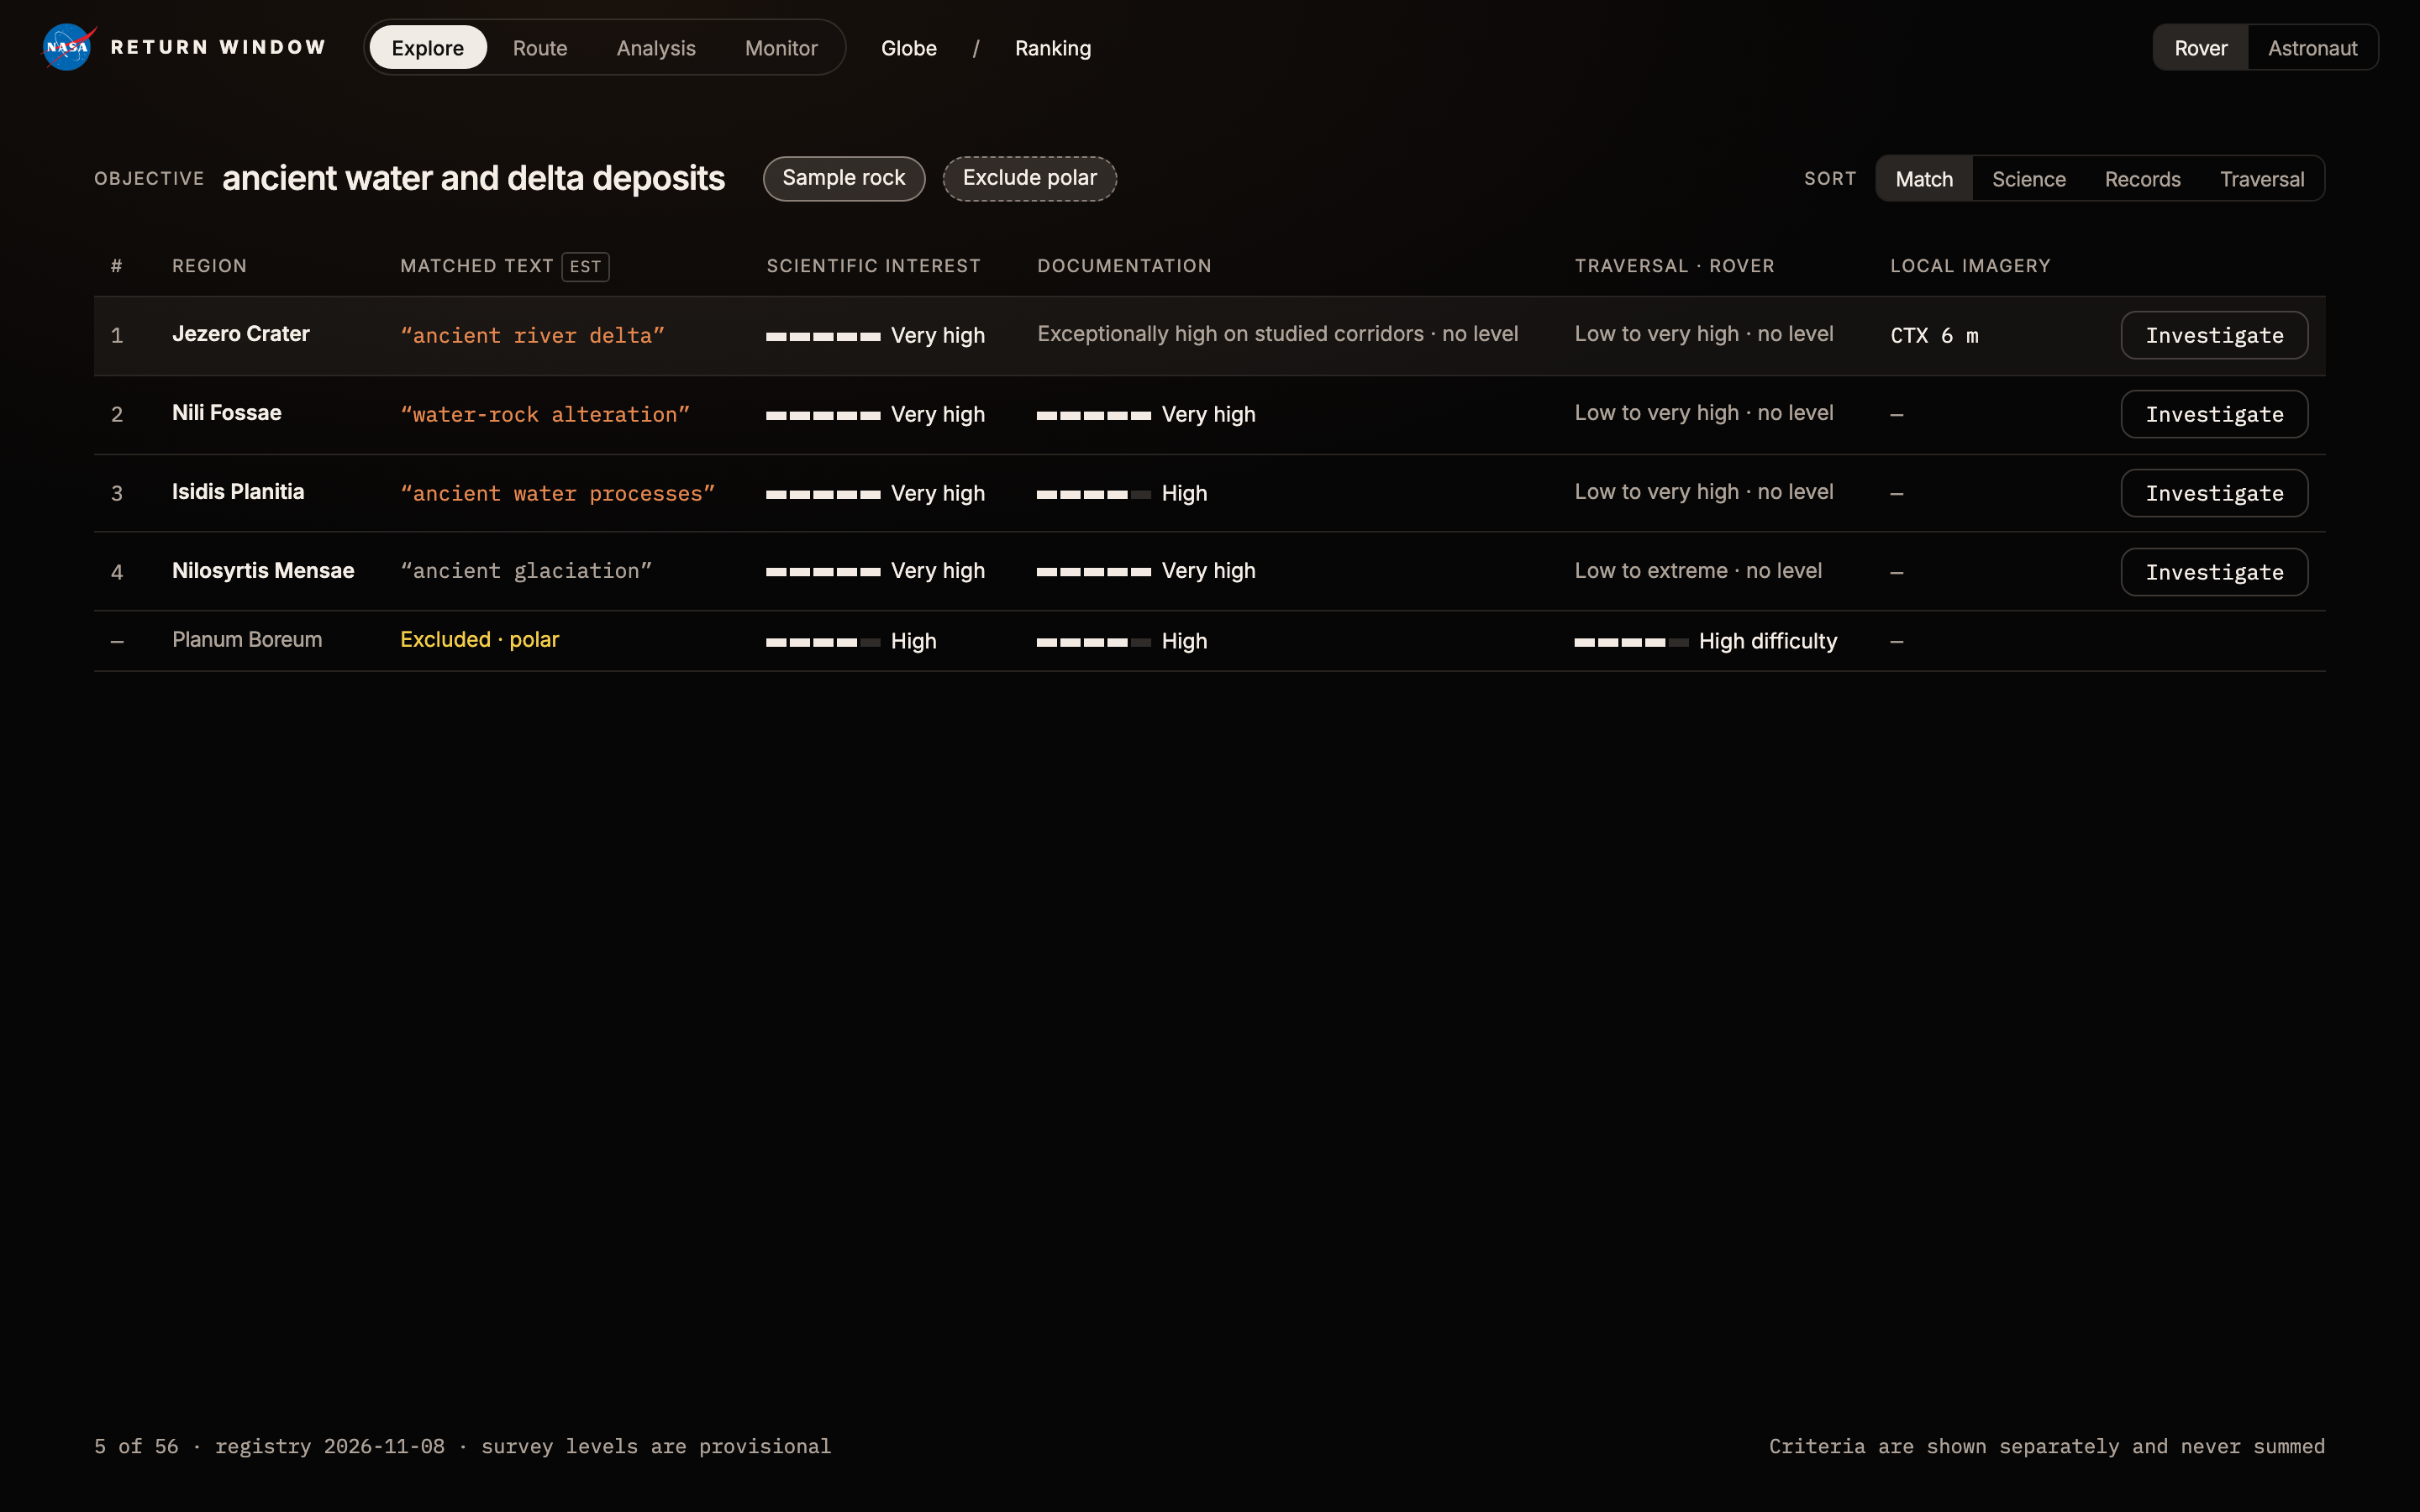 NASA RETURN WINDOW Explore Route Analysis Monitor Globe / Ranking Rover Astronaut
OBJECTIVE ancient water and delta deposits Sample rock Exclude polar SORT Match Science Records Traversal
# REGION MATCHED TEXT EST SCIENTIFIC INTEREST DOCUMENTATION TRAVERSAL · ROVER LOCAL IMAGERY
1 Jezero Crater “ancient river delta” Very high Exceptionally high on studied corridors · no level Low to very high · no level CTX 6 m Investigate
2 Nili Fossae “water-rock alteration” Very high Very high Low to very high · no level — Investigate
3 Isidis Planitia “ancient water processes” Very high High Low to very high · no level — Investigate
4 Nilosyrtis Mensae “ancient glaciation” Very high Very high Low to extreme · no level — Investigate
— Planum Boreum Excluded · polar High High High difficulty —
5 of 56 · registry 2026-11-08 · survey levels are provisional Criteria are shown separately and never summed